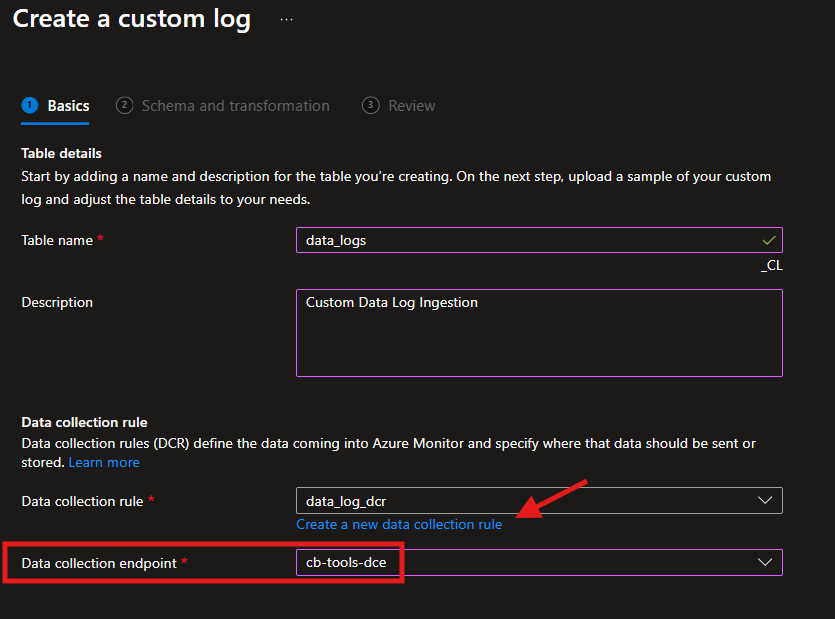 Create a custom log ...
1 Basics 2 Schema and transformation 3 Review
Table details
Start by adding a name and description for the table you're creating. On the next step, upload a sample of your custom
log and adjust the table details to your needs.
Table name * data_logs
_CL
Description Custom Data Log Ingestion
Data collection rule
Data collection rules (DCR) define the data coming into Azure Monitor and specify where that data should be sent or
stored. Learn more
Data collection rule * data_log_dcr
Create a new data collection rule
Data collection endpoint * cb-tools-dce